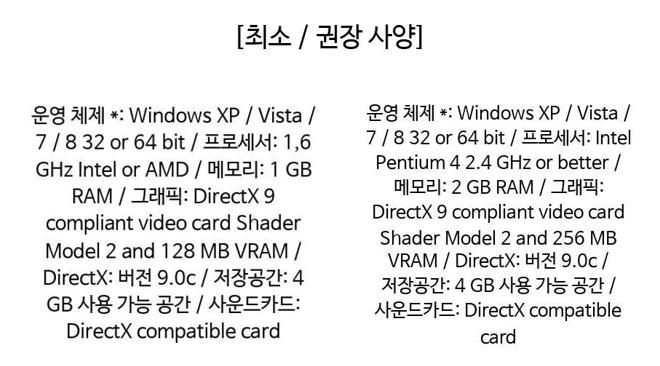 [최소 / 권장 사양]
운영 체제 *: Windows XP / Vista /
7 / 8 32 or 64 bit / 프로세서: 1,6
GHz Intel or AMD / 메모리: 1 GB
RAM / 그래픽: DirectX 9
compliant video card Shader
Model 2 and 128 MB VRAM /
DirectX: 버전 9.0c / 저장공간: 4
GB 사용 가능 공간 / 사운드카드:
DirectX compatible card
운영 체제 *: Windows XP / Vista /
7 / 8 32 or 64 bit / 프로세서: Intel
Pentium 4 2.4 GHz or better /
메모리: 2 GB RAM / 그래픽:
DirectX 9 compliant video card
Shader Model 2 and 256 MB
VRAM / DirectX: 버전 9.0c /
저장공간: 4 GB 사용 가능 공간 /
사운드카드: DirectX compatible
card